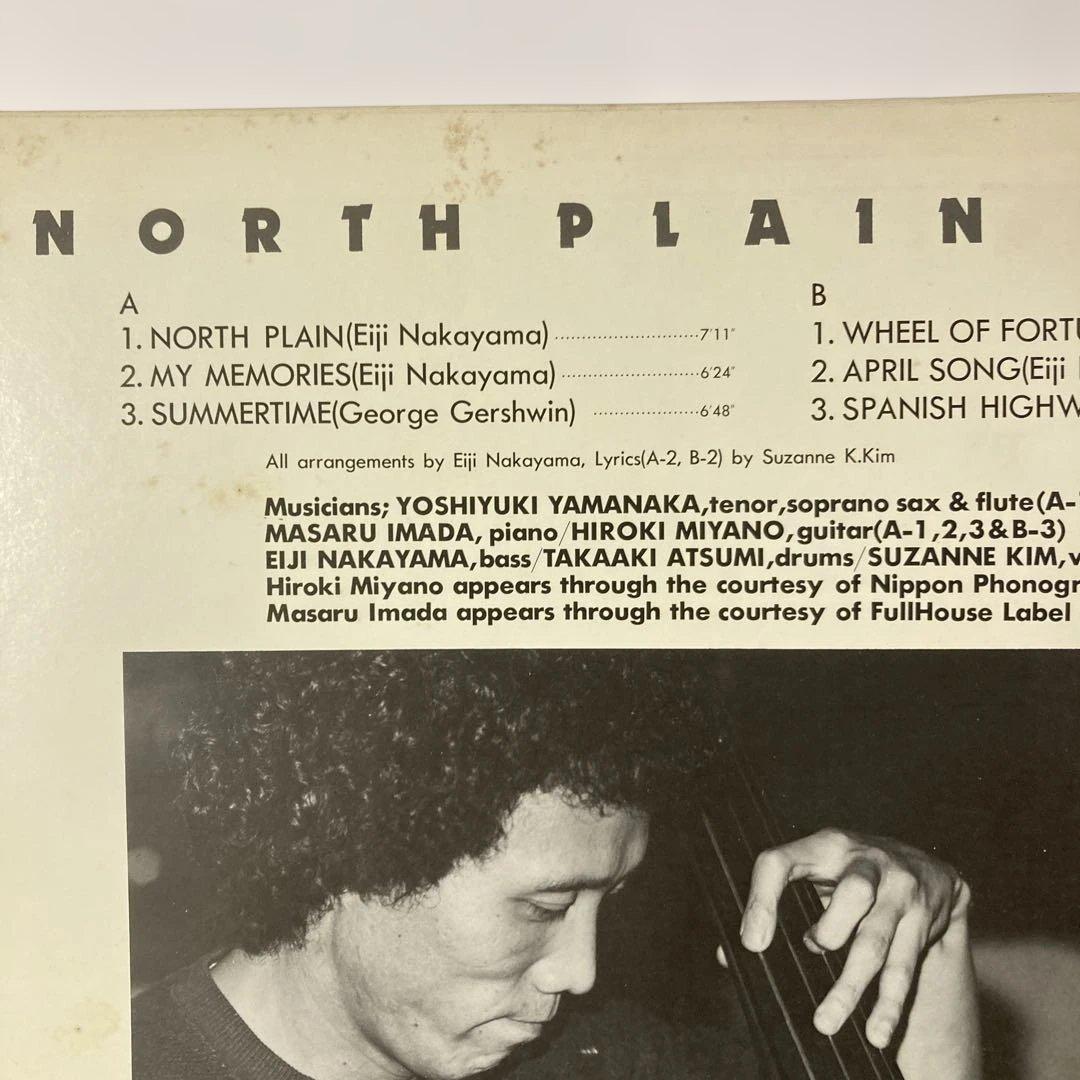 NORTH PLAIN
A
1. NORTH PLAIN(Eiji Nakayama) 7'11"
2. MY MEMORIES(Eiji Nakayama) 6'24"
3. SUMMERTIME(George Gershwin) 6'48"
B
1. WHEEL OF
2. APRIL SONG(Eiji
3. SPANISH
All arrangements by Eiji Nakayama, Lyrics(A-2, B-2) by Suzanne K.Kim
Musicians; YOSHIYUKI YAMANAKA,tenor,soprano sax & flute(A-
MASARU IMADA, piano/HIROKI MIYANO,guitar(A-1,2,3&B-3)
EIJI NAKAYAMA,bass/TAKAAKI ATSUMI,drums/SUZANNE KIM,
Hiroki Miyano appears through the courtesy of Nippon
Masaru Imada appears through the courtesy of FullHouse Label